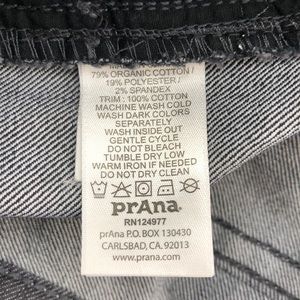 79% ORGANIC COTTON /
19% POLYESTER /
2% SPANDEX
TRIM : 100% COTTON
MACHINE WASH COLD
WASH DARK COLORS
SEPARATELY
WASH INSIDE OUT
GENTLE CYCLE
DO NOT BLEACH
TUMBLE DRY LOW
WARM IRON IF NEEDED
DO NOT DRY CLEAN
prAna
RN124977
prAna P.O. BOX 130430
CARLSBAD, CA. 92013
www.prAna.com